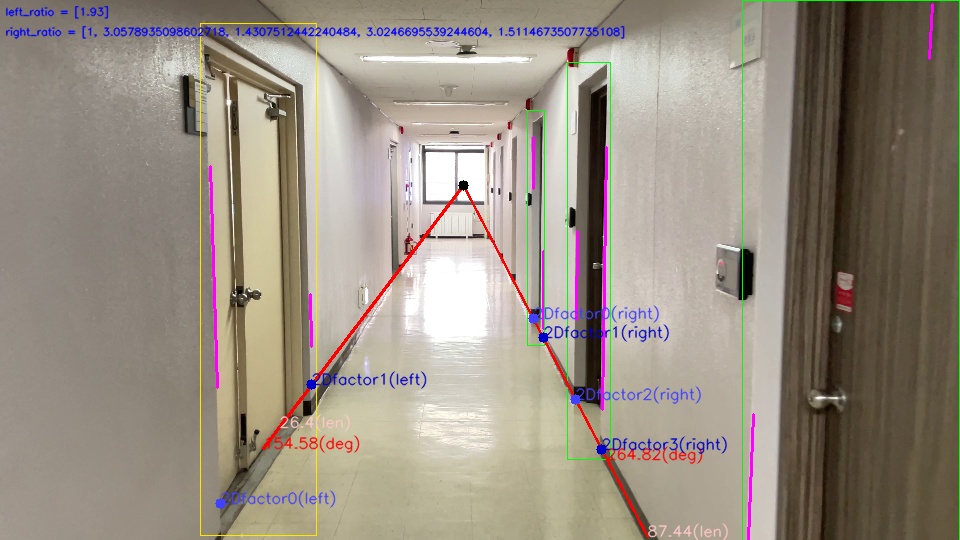 left_ratio = [1.93]
right_ratio = [1, 3.0578935098602718, 1.4307512442240484, 3.0246695539244604, 1.5114673507735108]
2Dfactor0(right)
2Dfactor1(right)
2Dfactor1(left)
2Dfactor2(right)
26.4(len)
254.58(deg)
2Dfactor3(right)
264.82(deg)
2Dfactor0(left)
87.44(len)